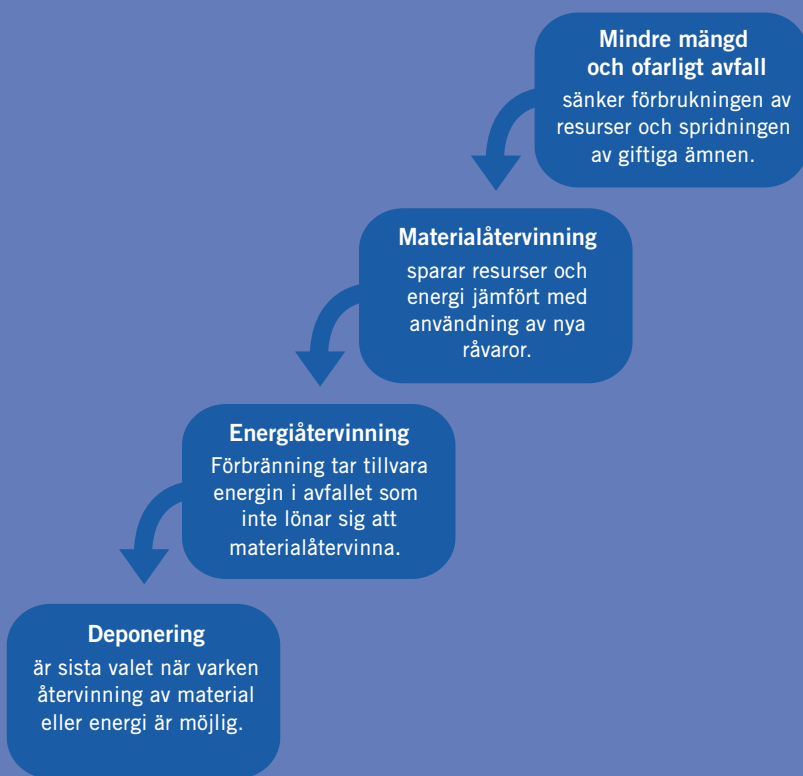 Mindre mängd
och ofarligt avfall
sänker förbrukningen av
resurser och spridningen
av giftiga ämnen.
Materialåtervinning
sparar resurser och
energi jämfört med
användning av nya
råvaror.
Energiåtervinning
Förbränning tar tillvara
energin i avfallet som
inte lönar sig att
materialåtervinna.
Deponering
är sista valet när varken
återvinning av material
eller energi är möjlig.